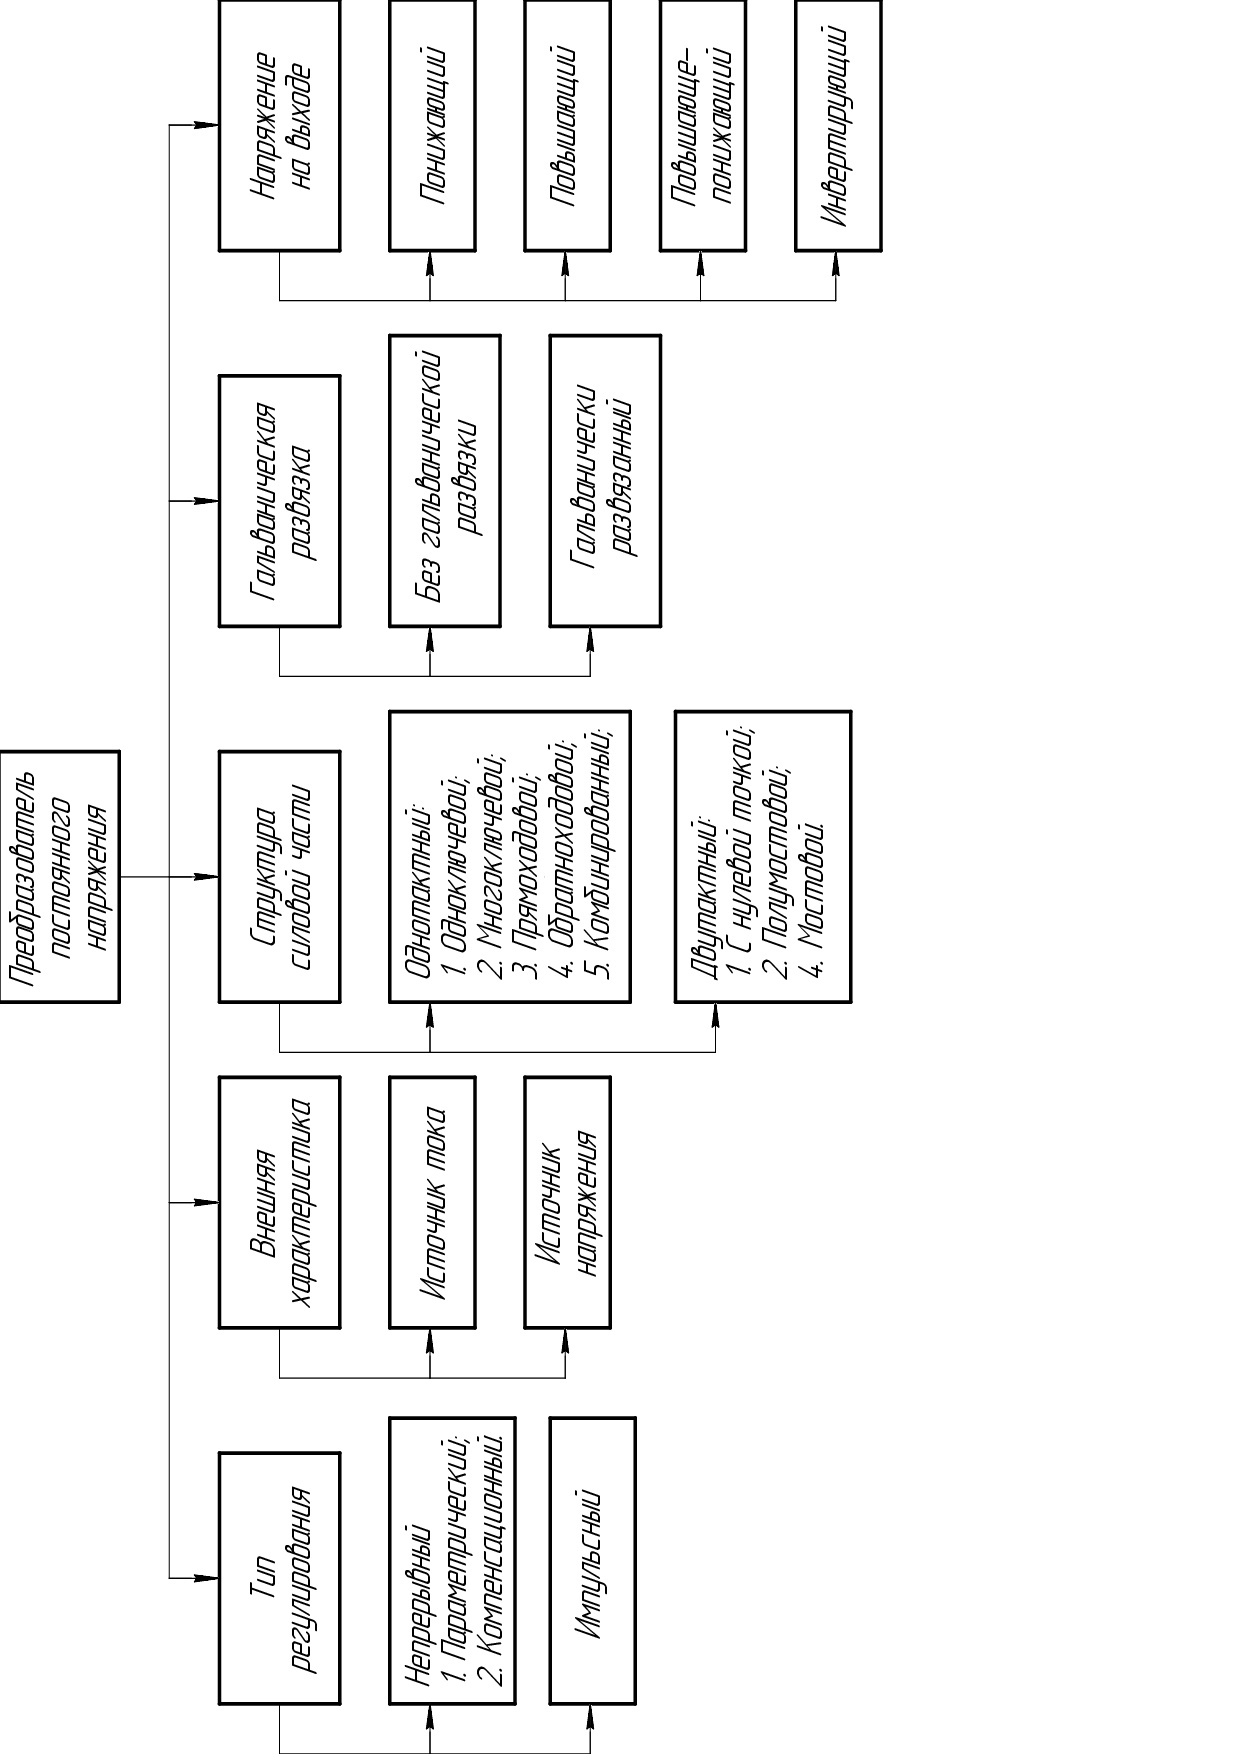 Преобразователь
постоянного
напряжения
Тип
регулирования
Непрерывный
1. Параметрический;
2. Компенсационный.
Импульсный
Внешняя
характеристика
Источник тока
Источник
напряжения
Структура
силовой части
Однотактный:
1. Одноключевой;
2. Многоключевой;
3. Прямоходовой;
4. Обратноходовой;
5. Комбинированный;
Двутактный:
1. С нулевой точкой;
2. Полумостовой;
4. Мостовой.
Гальваническая
развязка
Без гальванической
развязки
Гальванически
развязанный
Напряжение
на выходе
Понижающий
Повышающий
Повышающе-
понижающий
Инвертирующий